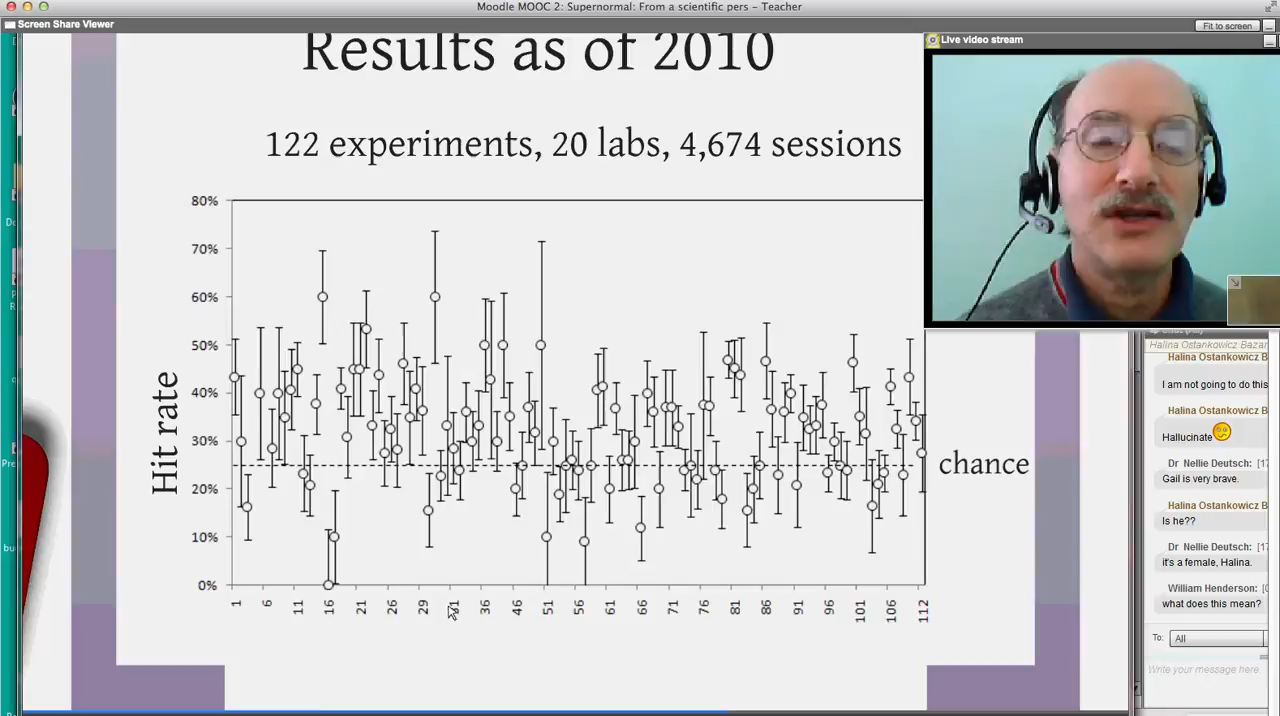 Moodle MOOC 2: Supernormal: From a scientific pers - Teacher
Screen Share Viewer
Fit to screen
Live video stream
Results as of 2010
122 experiments, 20 labs, 4,674 sessions
80%
70%
60%
50%
40%
30%
20%
10%
0%
Hit rate
chance
1 6 11 16 21 26 29 31 36 46 51 56 61 66 71 76 81 86 91 96 101 106 112
Halina Ostankowicz Bazar
Halina Ostankowicz B
I am not going to do this
Halina Ostankowicz B
Hallucinate
Dr Nellie Deutsch: [17
Gail is very brave.
Halina Ostankowicz B
Is he??
Dr Nellie Deutsch: [17
it's a female, Halina.
William Henderson: [0
what does this mean?
To: All
Write your message here.